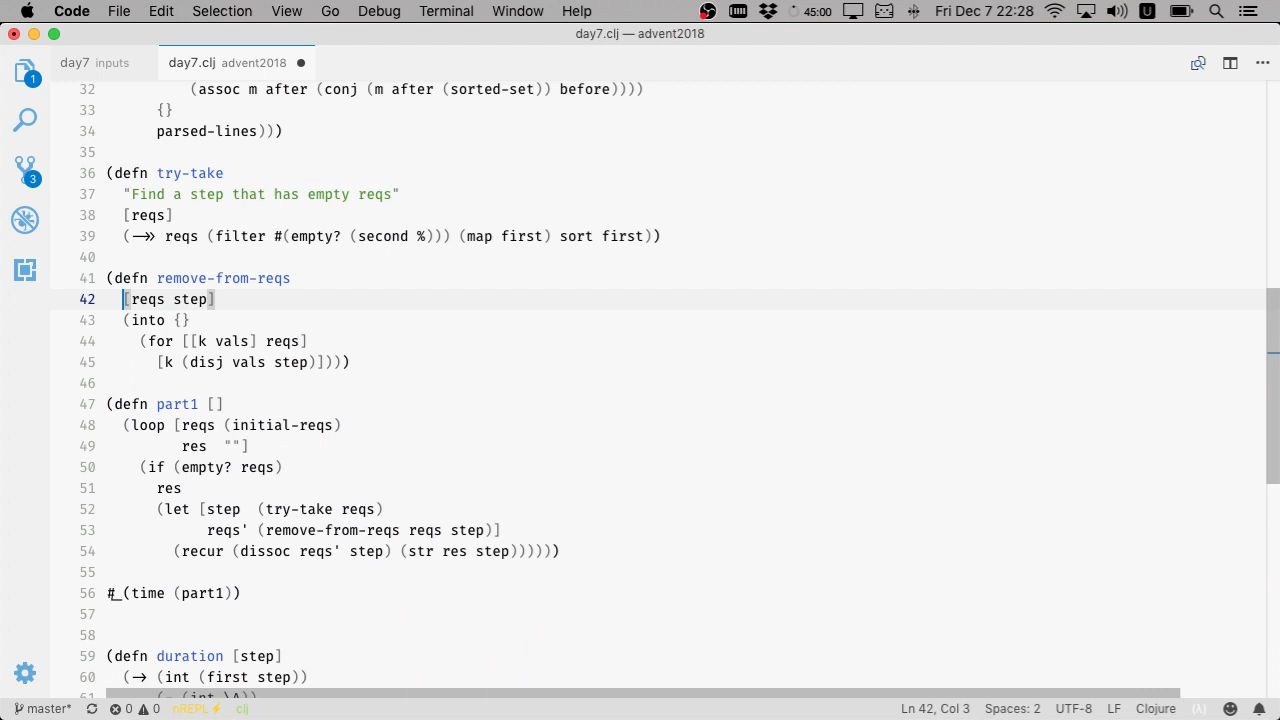 Code File Edit Selection View Go Debug Terminal Window Help 45:00 U Fri Dec 7 22:28
day7.clj — advent2018
day7 inputs day7.clj advent2018
1
3
32 (assoc m after (conj (m after (sorted-set)) before))))
33 {}
34 parsed-lines)))
35
36 (defn try-take
37 "Find a step that has empty reqs"
38 [reqs]
39 (->> reqs (filter #(empty? (second %))) (map first) sort first))
40
41 (defn remove-from-reqs
42 [reqs step]
43 (into {}
44 (for [[k vals] reqs]
45 [k (disj vals step)])))
46
47 (defn part1 []
48 (loop [reqs (initial-reqs)
49 res ""]
50 (if (empty? reqs)
51 res
52 (let [step (try-take reqs)
53 reqs' (remove-from-reqs reqs step)]
54 (recur (dissoc reqs' step) (str res step))))))
55
56 #_(time (part1))
57
58
59 (defn duration [step]
60 (-> (int (first step))
61 (- (int \A))
master* 0 0 nREPL⚡ clj Ln 42, Col 3 Spaces: 2 UTF-8 LF Clojure (λ)